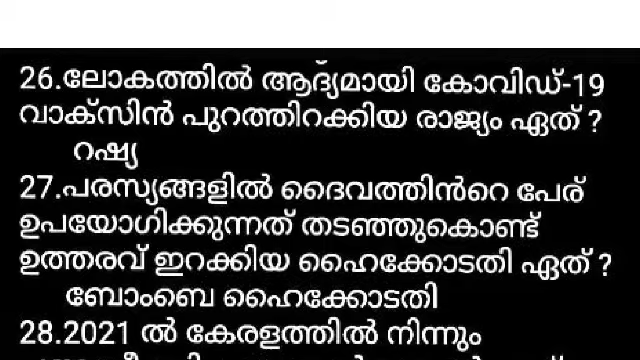 26.ലോകത്തിൽ ആദ്യമായി കോവിഡ്-19
വാക്സിൻ പുറത്തിറക്കിയ രാജ്യം ഏത് ?
റഷ്യ
27.പരസ്യങ്ങളിൽ ദൈവത്തിൻറെ പേര്
ഉപയോഗിക്കുന്നത് തടഞ്ഞുകൊണ്ട്
ഉത്തരവ് ഇറക്കിയ ഹൈക്കോടതി ഏത് ?
ബോംബെ ഹൈക്കോടതി
28.2021 ൽ കേരളത്തിൽ നിന്നും